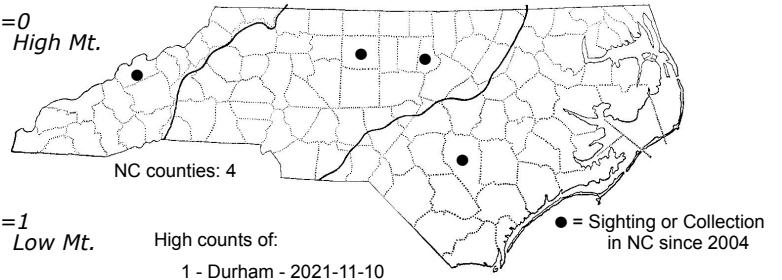 =0
High Mt.
NC counties: 4
=1
Low Mt.
High counts of:
1 - Durham - 2021-11-10
● = Sighting or Collection
in NC since 2004